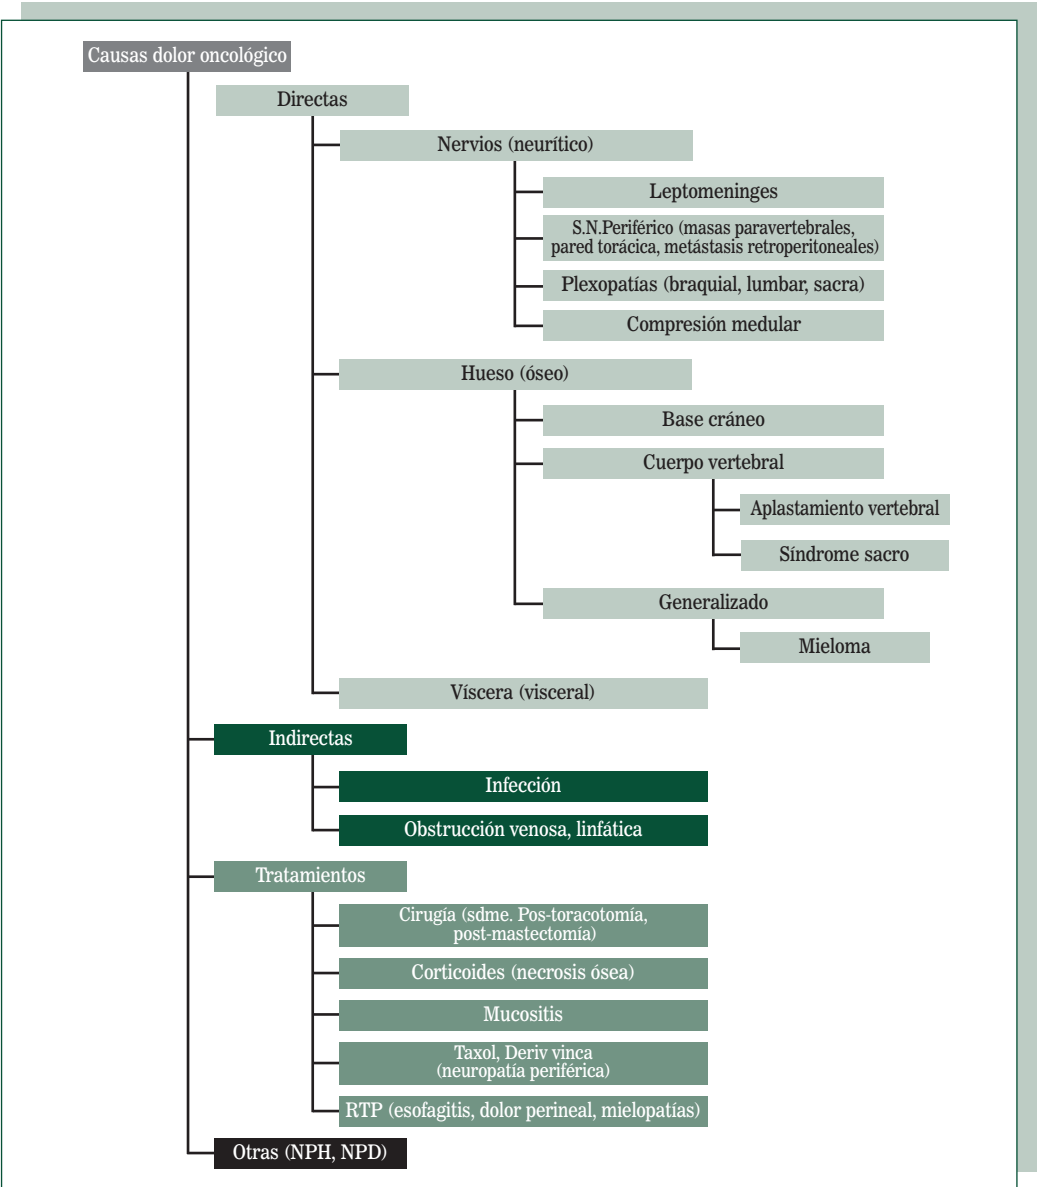 Causas dolor oncológico
Directas
Nervios (neurítico)
Leptomeninges
S.N.Periférico (masas paravertebrales,
pared torácica, metástasis retroperitoneales)
Plexopatías (braquial, lumbar, sacra)
Compresión medular
Hueso (óseo)
Base cráneo
Cuerpo vertebral
Aplastamiento vertebral
Síndrome sacro
Generalizado
Mieloma
Víscera (visceral)
Indirectas
Infección
Obstrucción venosa, linfática
Tratamientos
Cirugía (sdme. Pos-toracotomía,
post-mastectomía)
Corticoides (necrosis ósea)
Mucositis
Taxol, Deriv vinca
(neuropatía periférica)
RTP (esofagitis, dolor perineal, mielopatías)
Otras (NPH, NPD)